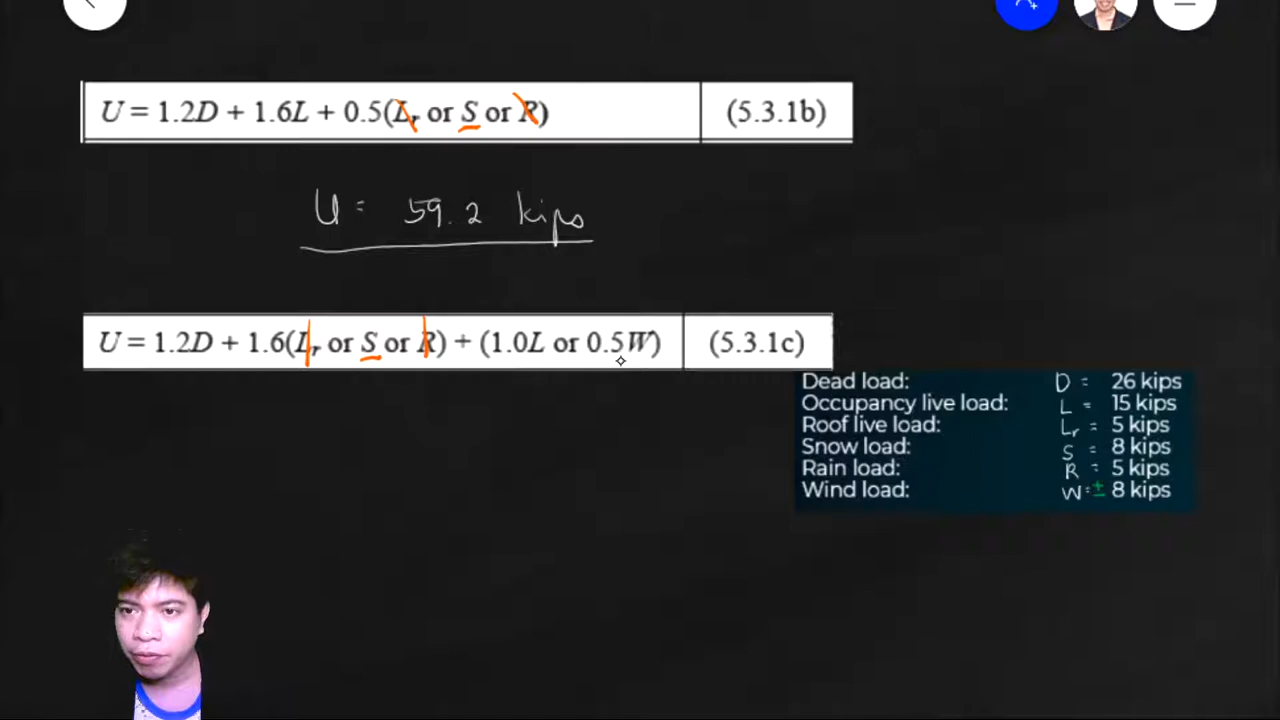 U = 1.2D + 1.6L + 0.5(Lr or S or R) (5.3.1b)
U = 59.2 kips
U = 1.2D + 1.6(Lr or S or R) + (1.0L or 0.5W) (5.3.1c)
Dead load: D = 26 kips
Occupancy live load: L = 15 kips
Roof live load: Lr = 5 kips
Snow load: S = 8 kips
Rain load: R = 5 kips
Wind load: W = ± 8 kips